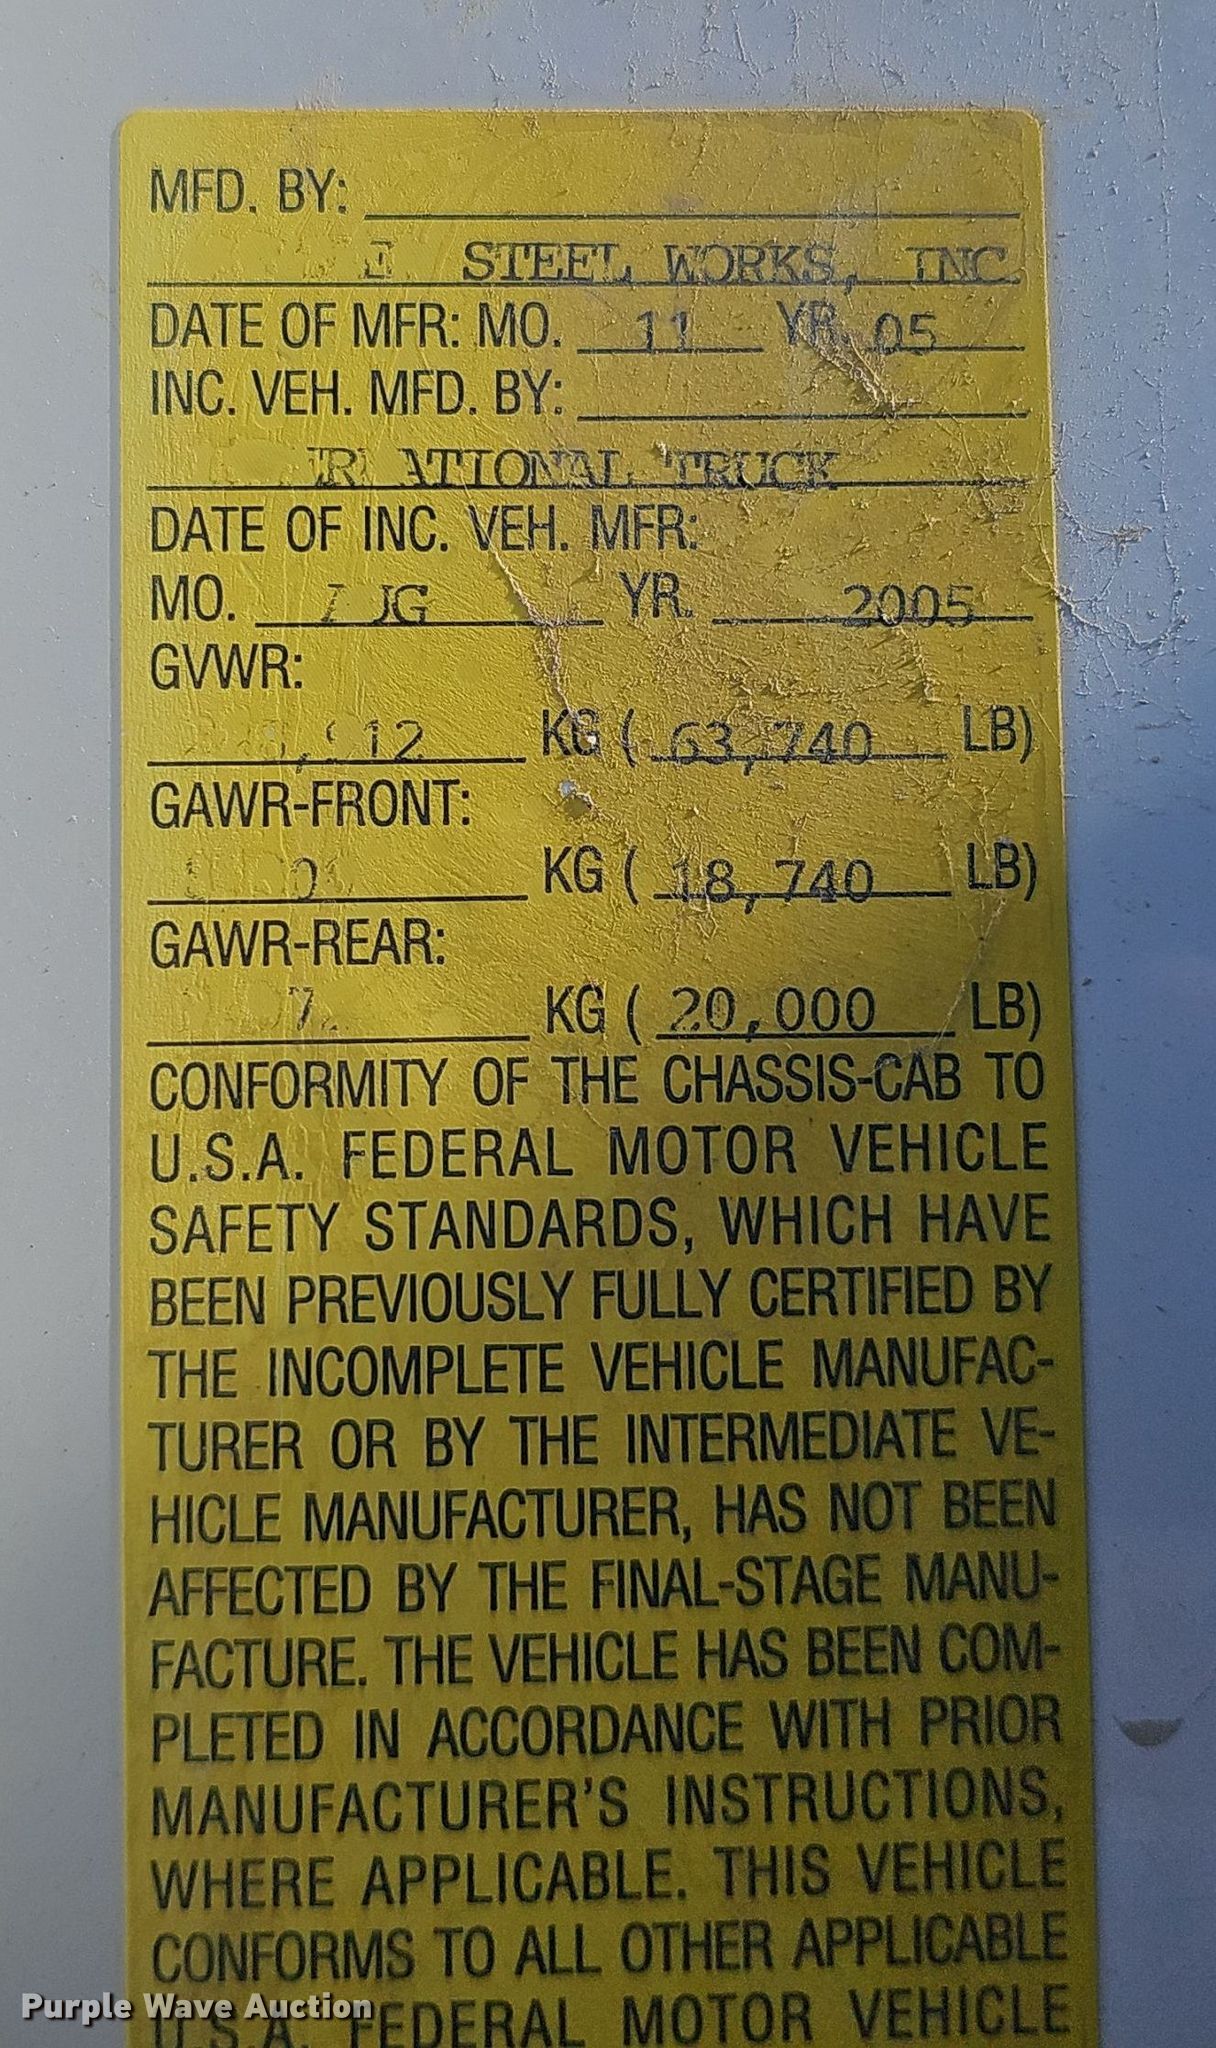 MFD. BY:
STEEL WORKS, INC
DATE OF MFR: MO. 11 YR. 05
INC. VEH. MFD. BY:
TRUCK
DATE OF INC. VEH. MFR:
MO. YR. 2005
GVWR:
KG ( 63,740 LB)
GAWR-FRONT:
KG ( 18,740 LB)
GAWR-REAR:
KG ( 20,000 LB)
CONFORMITY OF THE CHASSIS-CAB TO
U.S.A. FEDERAL MOTOR VEHICLE
SAFETY STANDARDS, WHICH HAVE
BEEN PREVIOUSLY FULLY CERTIFIED BY
THE INCOMPLETE VEHICLE MANUFAC-
TURER OR BY THE INTERMEDIATE VE-
HICLE MANUFACTURER, HAS NOT BEEN
AFFECTED BY THE FINAL-STAGE MANU-
FACTURE. THE VEHICLE HAS BEEN COM-
PLETED IN ACCORDANCE WITH PRIOR
MANUFACTURER'S INSTRUCTIONS,
WHERE APPLICABLE. THIS VEHICLE
CONFORMS TO ALL OTHER APPLICABLE
U.S.A. FEDERAL MOTOR VEHICLE
Purple Wave Auction